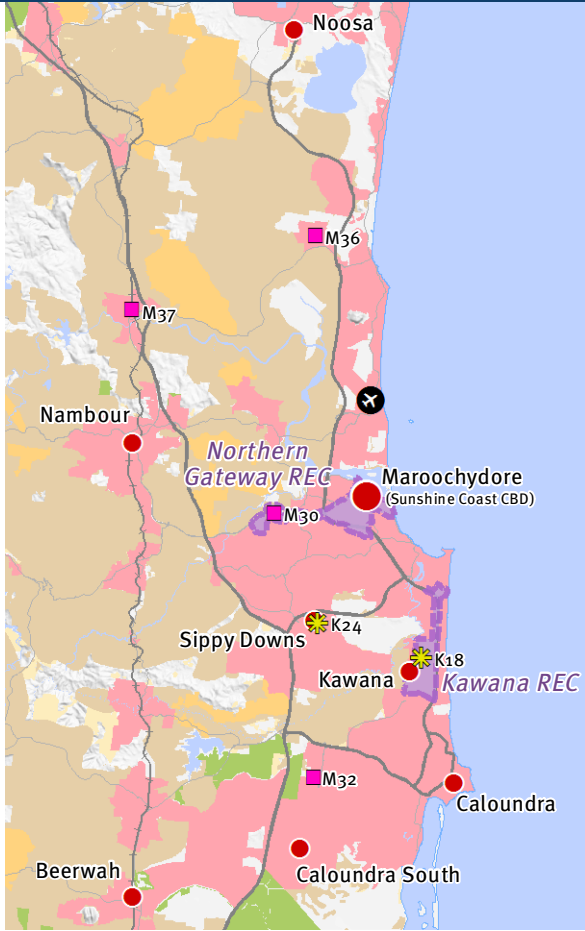 Noosa
M36
M37
Nambour
Northern
Gateway REC
Maroochydore
(Sunshine Coast CBD)
M30
K24
Sippy Downs
K18
Kawana
Kawana REC
M32
Caloundra
Caloundra South
Beerwah